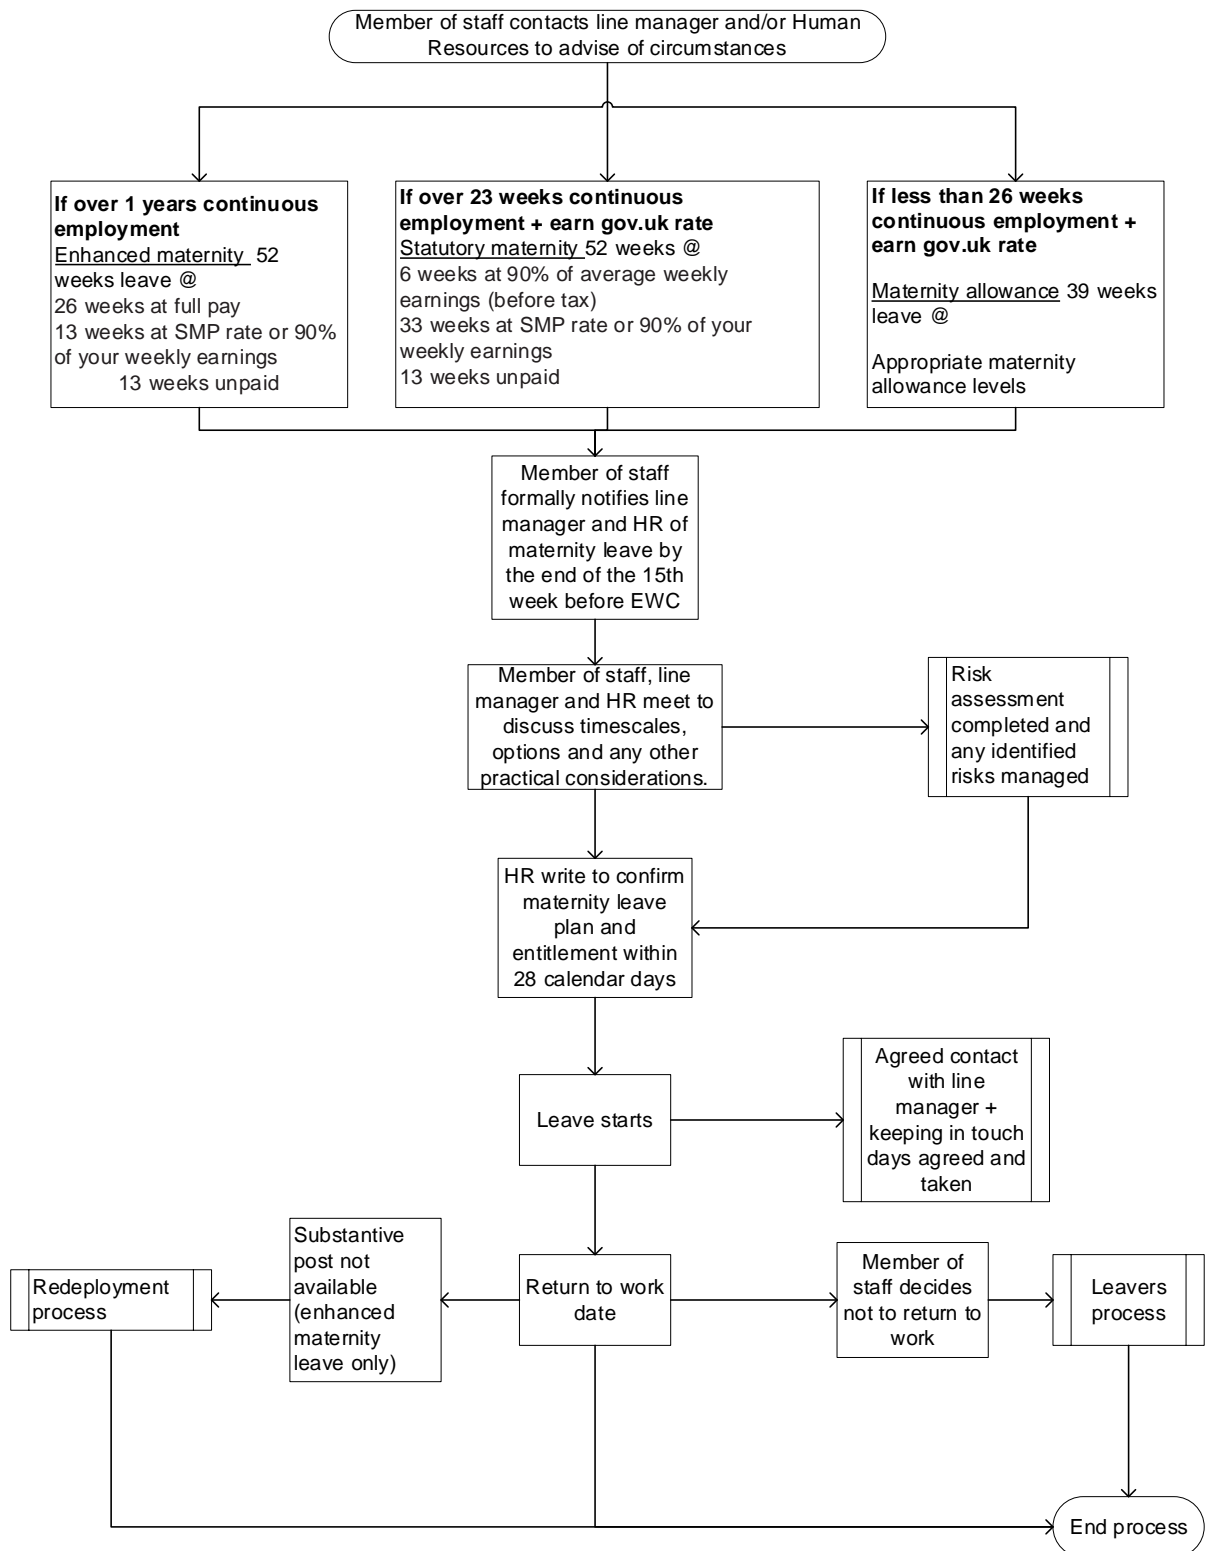 Member of staff contacts line manager and/or Human
Resources to advise of circumstances
If over 1 years continuous
employment
Enhanced maternity 52
weeks leave @
26 weeks at full pay
13 weeks at SMP rate or 90%
of your weekly earnings
13 weeks unpaid
If over 23 weeks continuous
employment + earn gov.uk rate
Statutory maternity 52 weeks @
6 weeks at 90% of average weekly
earnings (before tax)
33 weeks at SMP rate or 90% of your
weekly earnings
13 weeks unpaid
If less than 26 weeks
continuous employment +
earn gov.uk rate
Maternity allowance 39 weeks
leave @
Appropriate maternity
allowance levels
Member of staff
formally notifies line
manager and HR of
maternity leave by
the end of the 15th
week before EWC
Member of staff, line
manager and HR meet to
discuss timescales,
options and any other
practical considerations.
Risk
assessment
completed and
any identified
risks managed
HR write to confirm
maternity leave
plan and
entitlement within
28 calendar days
Leave starts
Agreed contact
with line
manager +
keeping in touch
days agreed and
taken
Redeployment
process
Substantive
post not
available
(enhanced
maternity
leave only)
Return to work
date
Member of
staff decides
not to return to
work
Leavers
process
End process